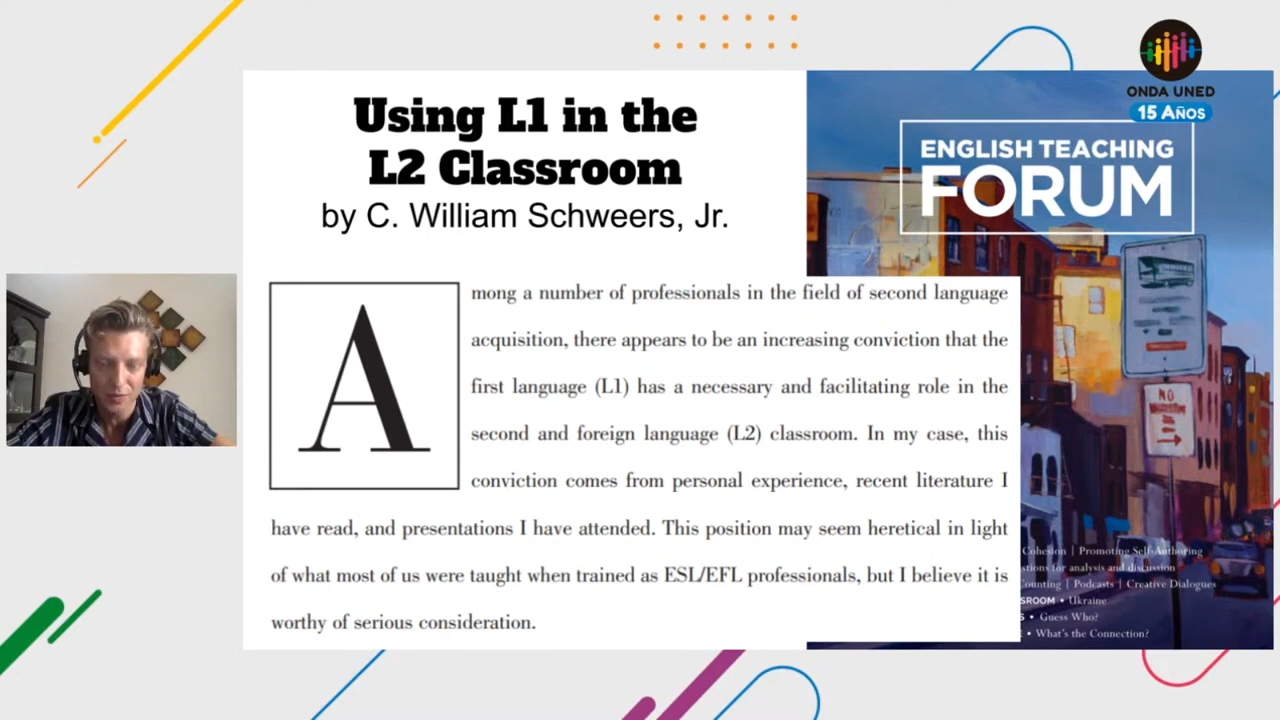 Using L1 in the
L2 Classroom
by C. William Schweers, Jr.
A
mong a number of professionals in the field of second language
acquisition, there appears to be an increasing conviction that the
first language (L1) has a necessary and facilitating role in the
second and foreign language (L2) classroom. In my case, this
conviction comes from personal experience, recent literature I
have read, and presentations I have attended. This position may seem heretical in light
of what most of us were taught when trained as ESL/EFL professionals, but I believe it is
worthy of serious consideration.
ONDA UNED
15 AÑOS
ENGLISH TEACHING
FORUM
NO
Cohesion | Promoting Self-Authoring
for analysis and discussion
| Podcasts | Creative Dialogues
• Ukraine
• Guess Who?
• What's the Connection?